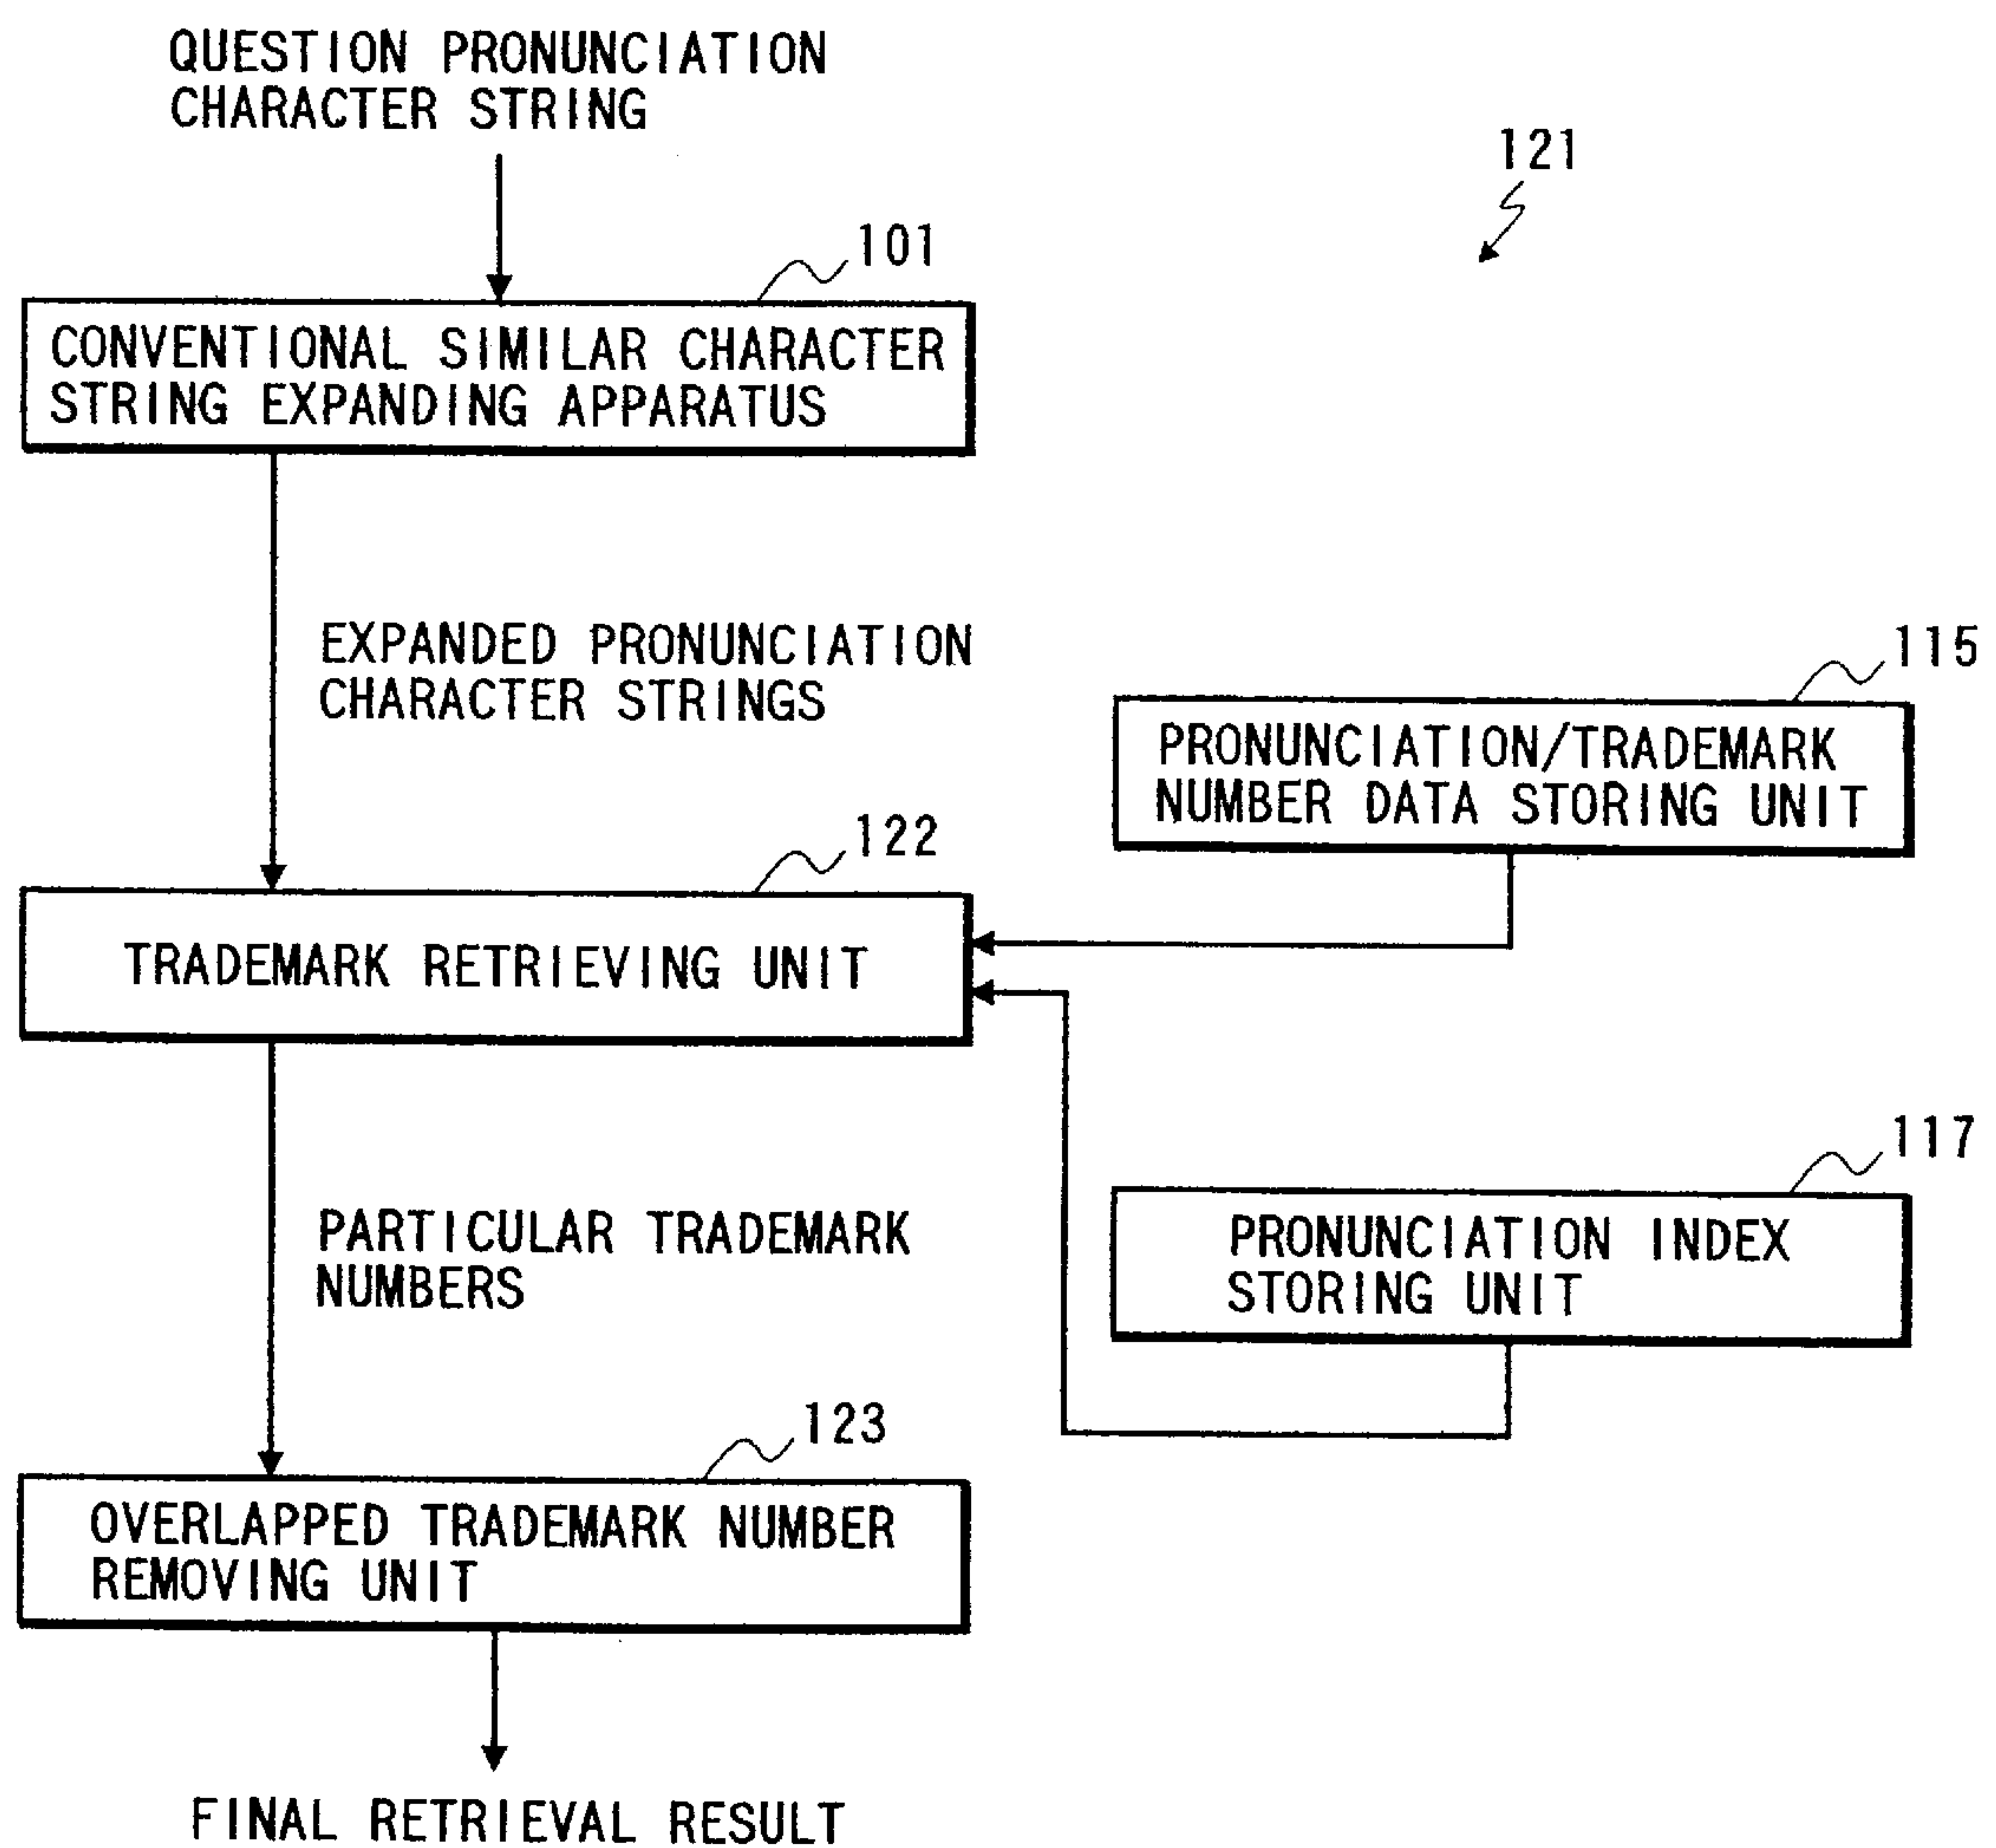 QUESTION PRONUNCIATION
CHARACTER STRING
121
101
CONVENTIONAL SIMILAR CHARACTER
STRING EXPANDING APPARATUS
EXPANDED PRONUNCIATION
CHARACTER STRINGS
115
PRONUNCIATION/TRADEMARK
NUMBER DATA STORING UNIT
122
TRADEMARK RETRIEVING UNIT
117
PRONUNCIATION INDEX
STORING UNIT
PARTICULAR TRADEMARK
NUMBERS
123
OVERLAPPED TRADEMARK NUMBER
REMOVING UNIT
FINAL RETRIEVAL RESULT